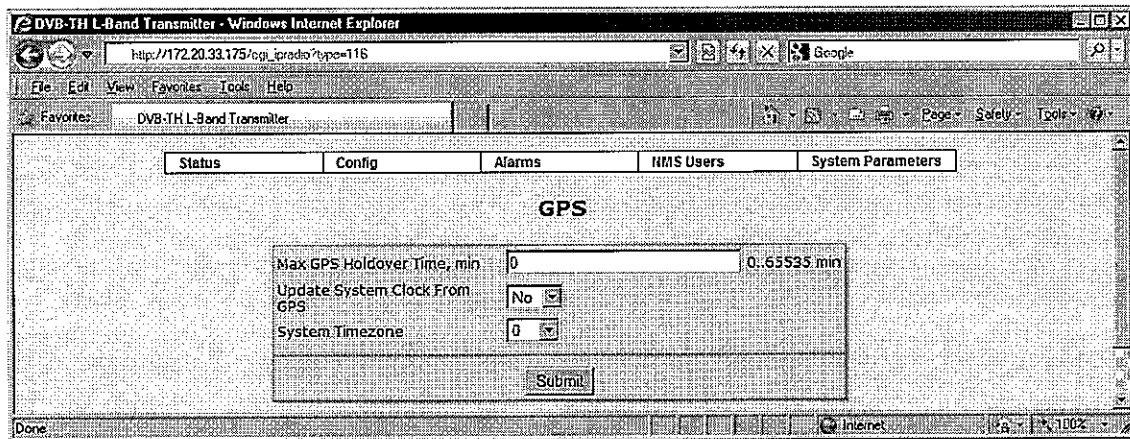 DVB-TH L-Band Transmitter - Windows Internet Explorer
http://172.20.33.175/cgi_ipradio?type=116
Google
File Edit View Favorites Tools Help
Favorites DVB-TH L-Band Transmitter Page Safety Tools
Status Config Alarms NMS Users System Parameters
GPS
Max GPS Holdover Time, min 0 0..65535 min
Update System Clock From GPS No
System Timezone 0
Submit
Done Internet 100%